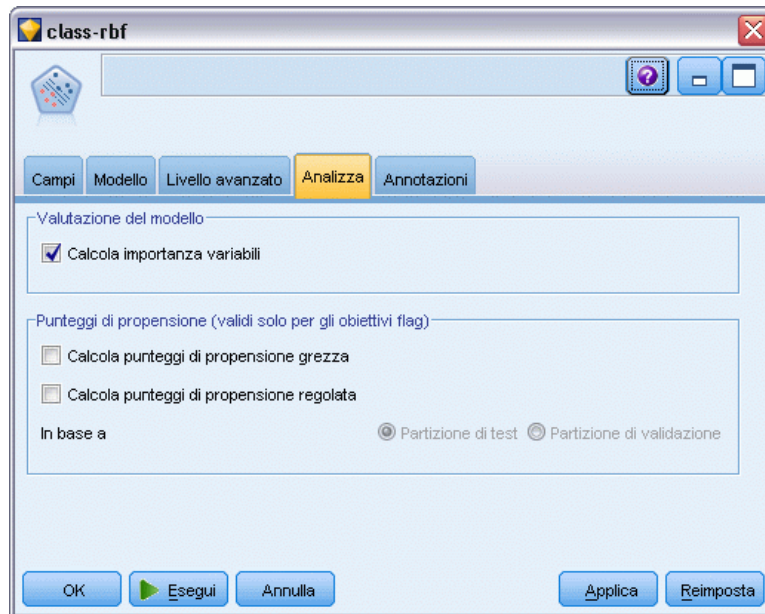 class-rbf
Campi Modello Livello avanzato Analizza Annotazioni
Valutazione del modello
Calcola importanza variabili
Punteggi di propensione (validi solo per gli obiettivi flag)
Calcola punteggi di propensione grezza
Calcola punteggi di propensione regolata
In base a Partizione di test Partizione di validazione
OK Esegui Annulla Applica Reimposta